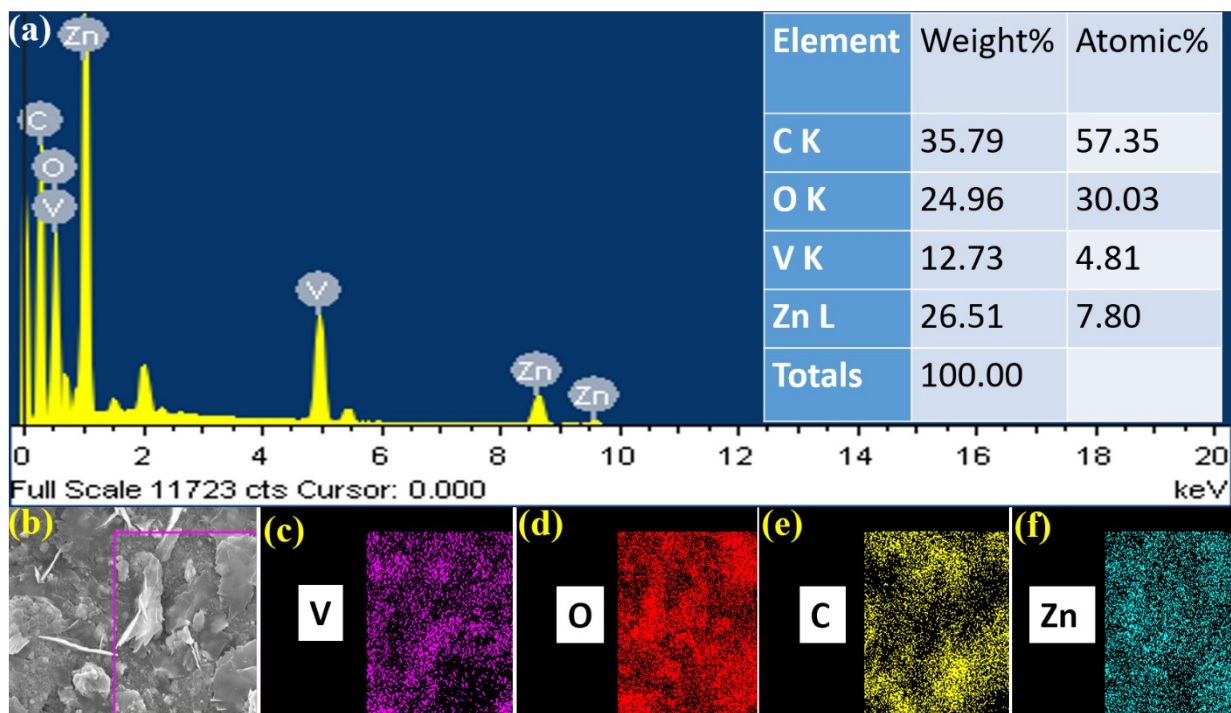 (a)
Zn
C
O
V
V
Zn
Zn
Element Weight% Atomic%
C K 35.79 57.35
O K 24.96 30.03
V K 12.73 4.81
Zn L 26.51 7.80
Totals 100.00
0 2 4 6 8 10 12 14 16 18 20
Full Scale 11723 cts Cursor: 0.000 keV
(b) (c) (d) (e) (f)
V O C Zn